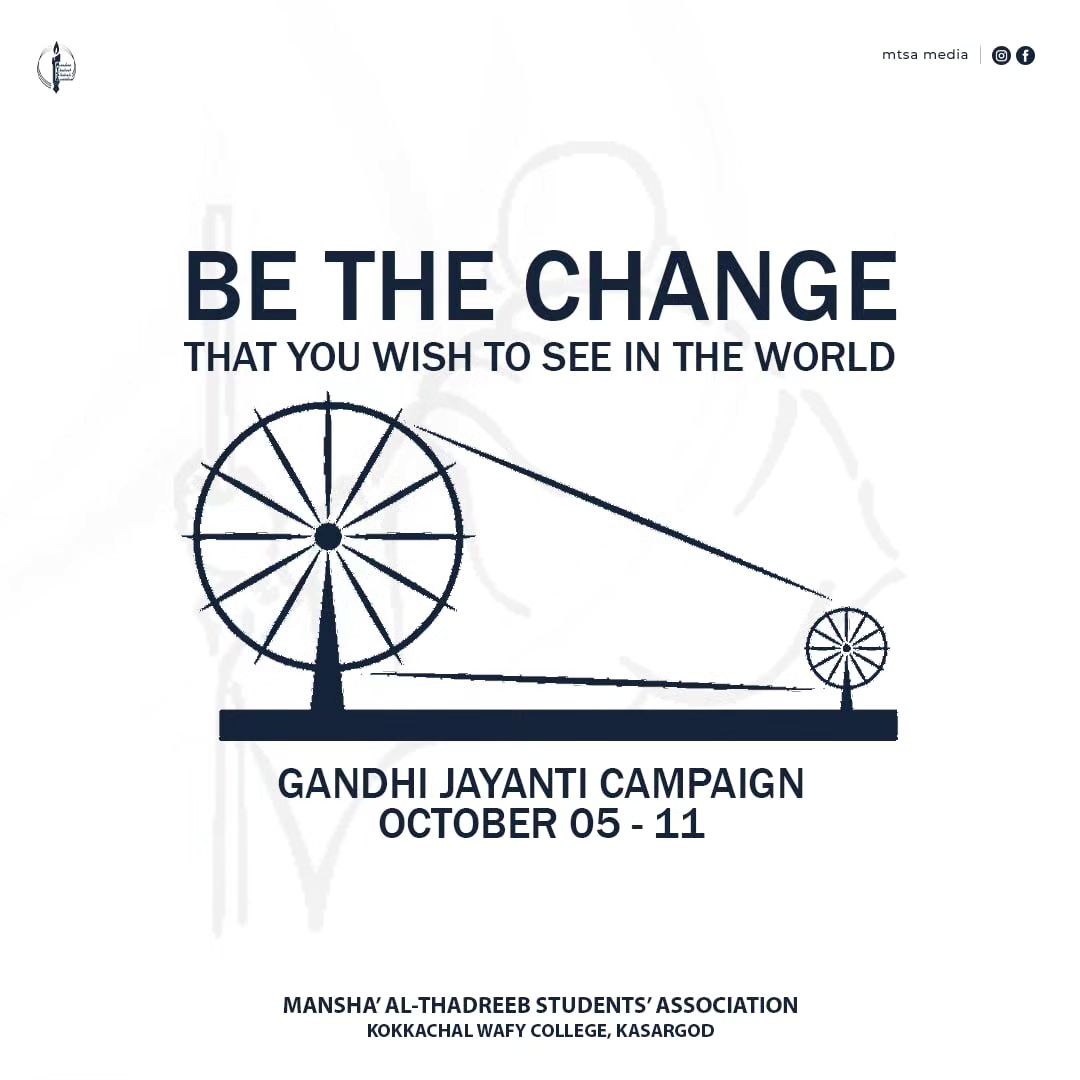 mtsa media
BE THE CHANGE
THAT YOU WISH TO SEE IN THE WORLD
GANDHI JAYANTI CAMPAIGN
OCTOBER 05 - 11
MANSHA’ AL-THADREEB STUDENTS’ ASSOCIATION
KOKKACHAL WAFY COLLEGE, KASARGOD